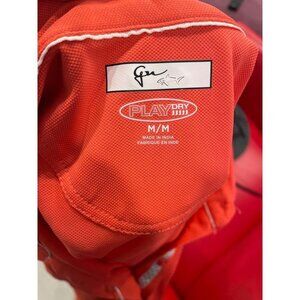 PLAY DRY
M/M
MADE IN INDIA
FABRIQUÉ EN INDE